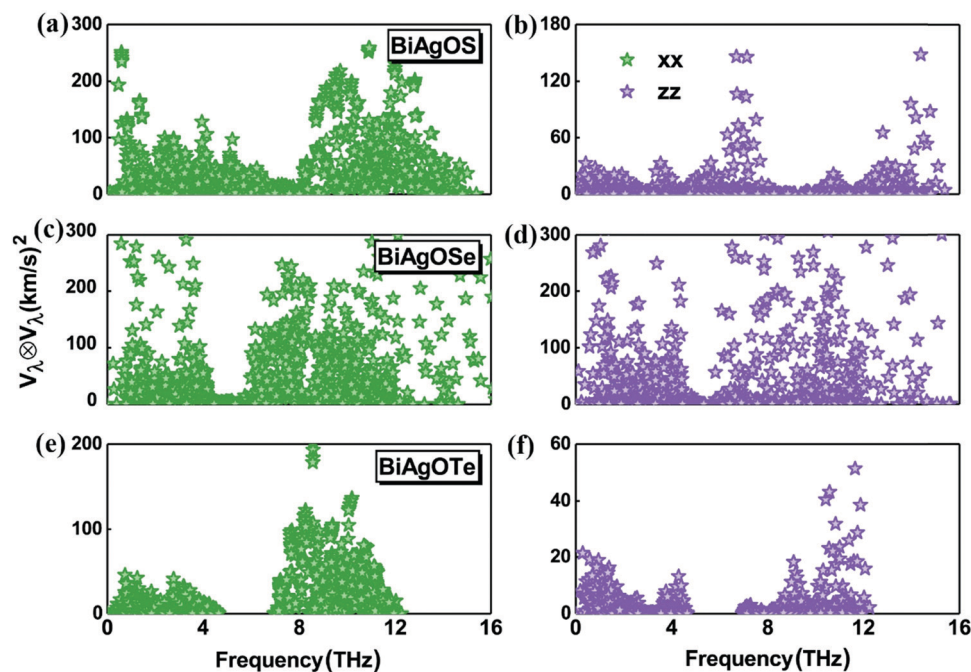 (a)
300
200
100
0
BiAgOS
(b)
180
120
60
0
xx
zz
(c)
300
200
100
0
BiAgOSe
(d)
300
200
100
0
Vλ⊗Vλ(km/s)²
(e)
200
100
0
BiAgOTe
(f)
60
40
20
0
0 4 8 12 16
0 4 8 12 16
Frequency(THz)
Frequency(THz)